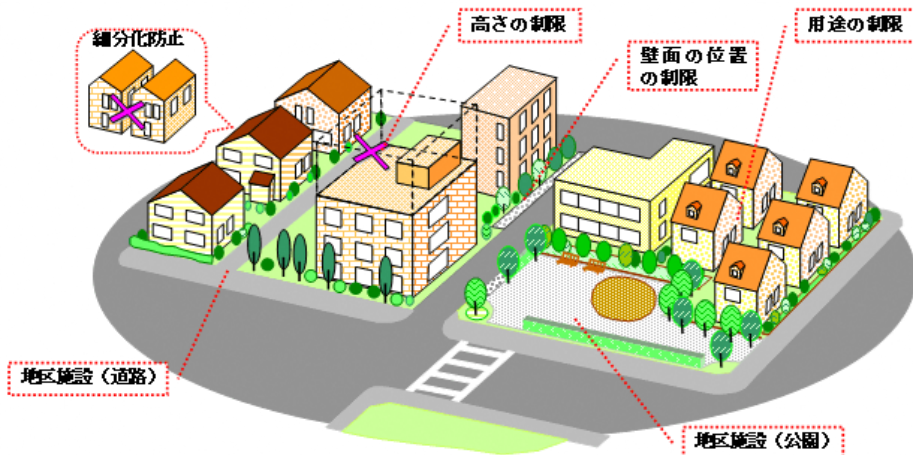 細分化防止
高さの制限
壁面の位置
の制限
用途の制限
地区施設（道路）
地区施設（公園）